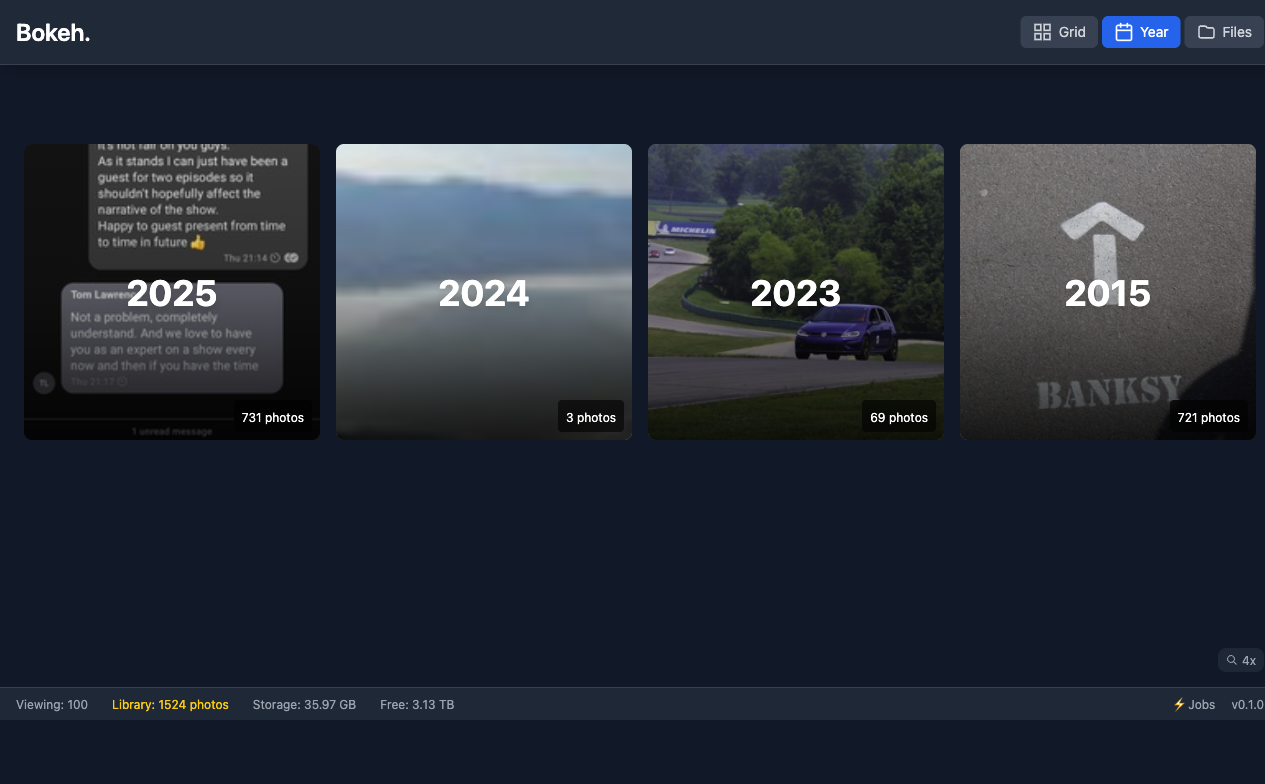 Bokeh.
Grid
Year
Files
it's not fair on you guys.
As it stands I can just have been a
guest for two episodes so it
shouldn't hopefully affect the
narrative of the show.
Happy to guest present from time
to time in future 👍
Thu 21:14
2025
Tom Lawren
Not a problem, completely
understand. And we love to have
you as an expert on a show every
now and then if you have the time
TL
Thu 21:17
1 unread message
731 photos
2024
3 photos
MICHELIN
2023
69 photos
2015
BANKSY
721 photos
4x
Viewing: 100
Library: 1524 photos
Storage: 35.97 GB
Free: 3.13 TB
⚡ Jobs
v0.1.0